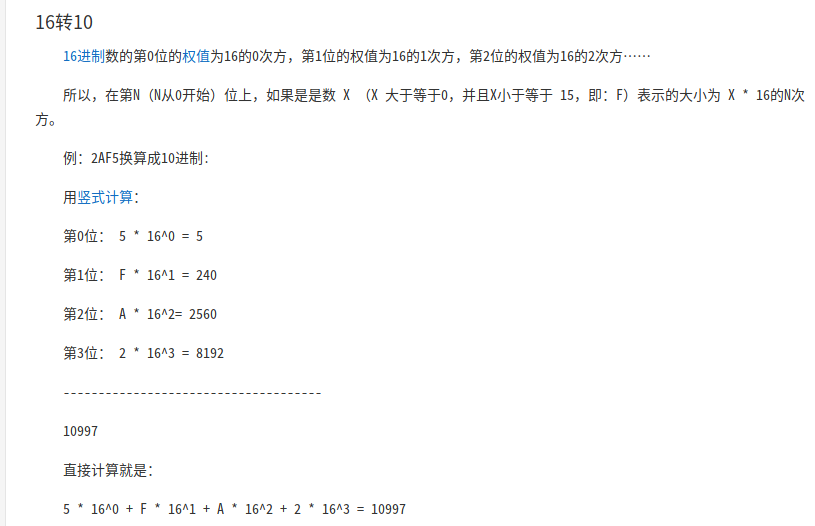 16转10
16进制数的第0位的权值为16的0次方，第1位的权值为16的1次方，第2位的权值为16的2次方……
所以，在第N（N从0开始）位上，如果是是数 X （X 大于等于0，并且X小于等于 15，即：F）表示的大小为 X * 16的N次
方。
例：2AF5换算成10进制：
用竖式计算：
第0位： 5 * 16^0 = 5
第1位： F * 16^1 = 240
第2位： A * 16^2= 2560
第3位： 2 * 16^3 = 8192
-------------------------------------
10997
直接计算就是：
5 * 16^0 + F * 16^1 + A * 16^2 + 2 * 16^3 = 10997